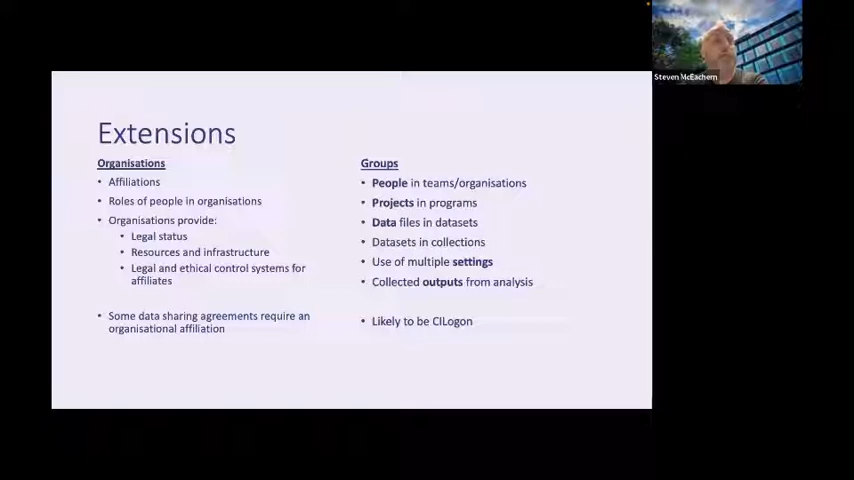 Steven McEachern
Extensions
Organisations
• Affiliations
• Roles of people in organisations
• Organisations provide:
• Legal status
• Resources and infrastructure
• Legal and ethical control systems for
affiliates
• Some data sharing agreements require an
organisational affiliation
Groups
• People in teams/organisations
• Projects in programs
• Data files in datasets
• Datasets in collections
• Use of multiple settings
• Collected outputs from analysis
• Likely to be CILogon